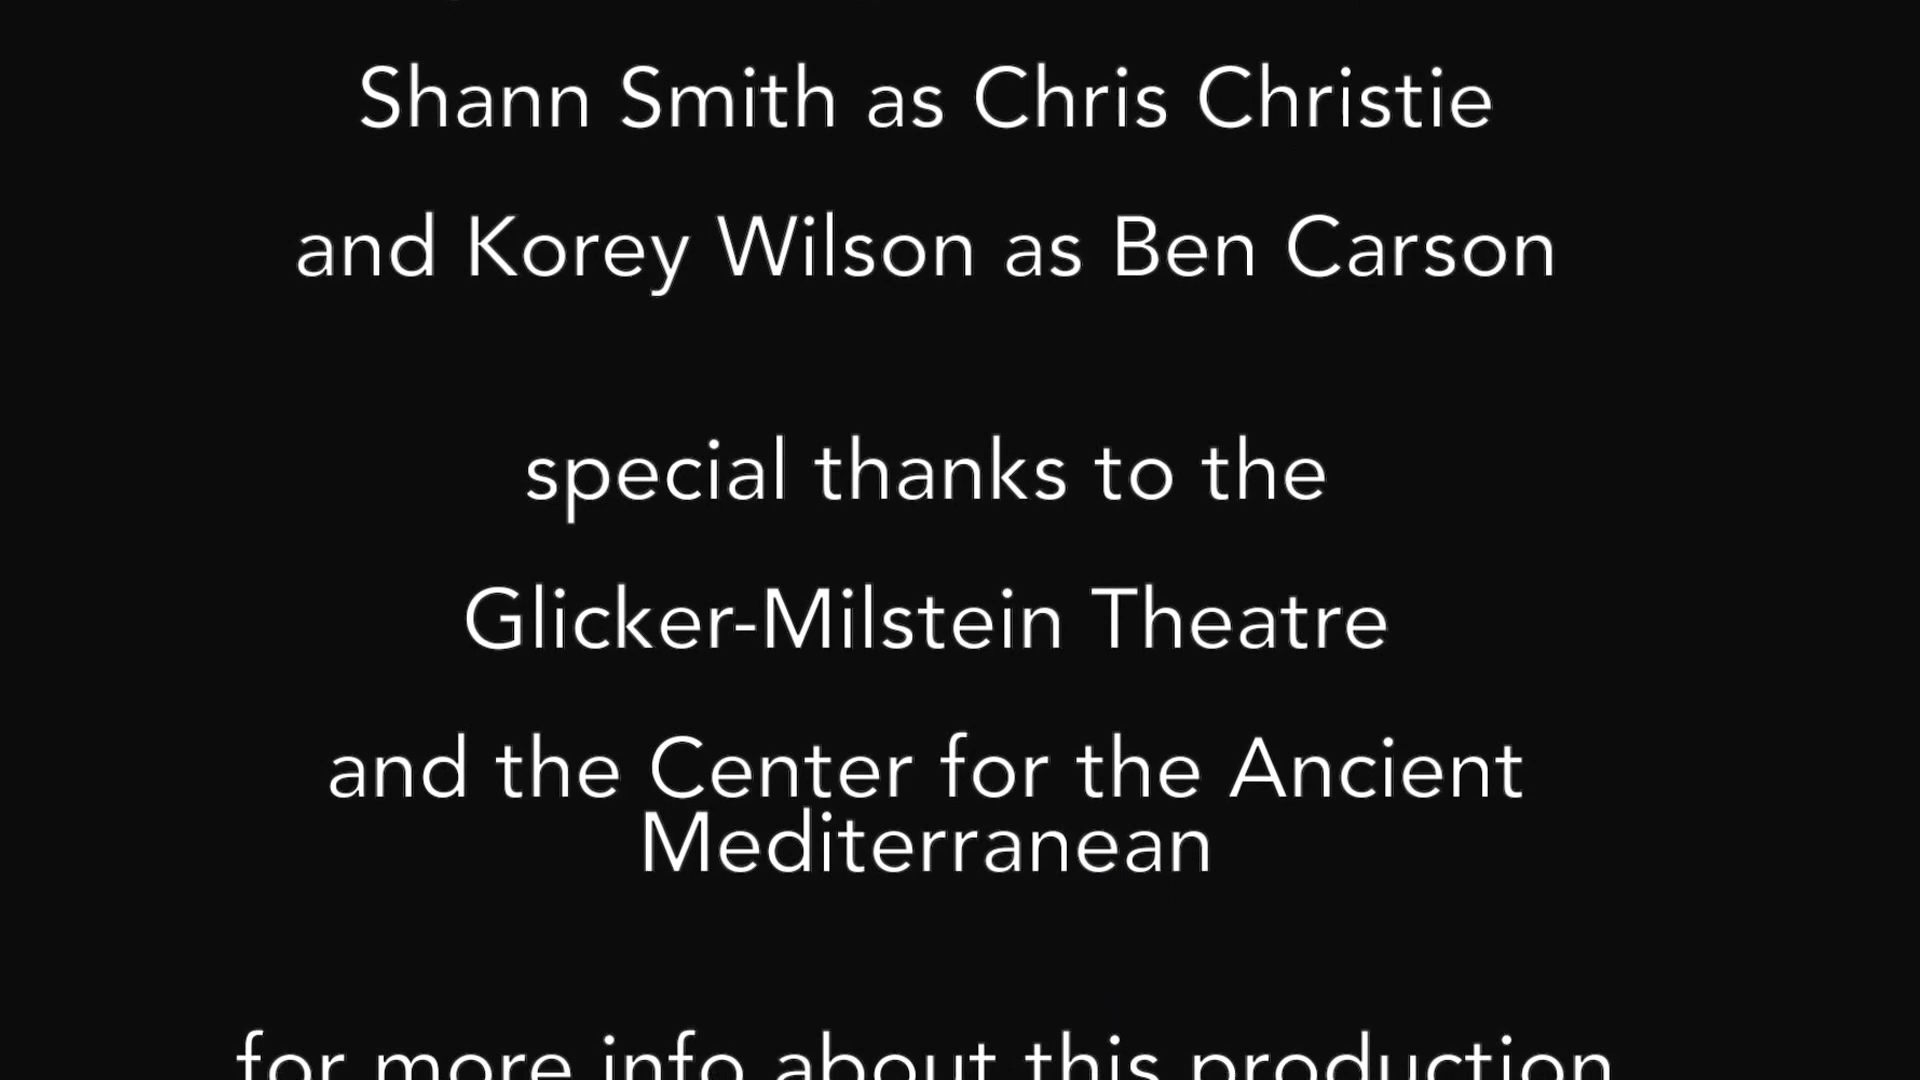 Shann Smith as Chris Christie
and Korey Wilson as Ben Carson
special thanks to the
Glicker-Milstein Theatre
and the Center for the Ancient
Mediterranean
for more info about this production